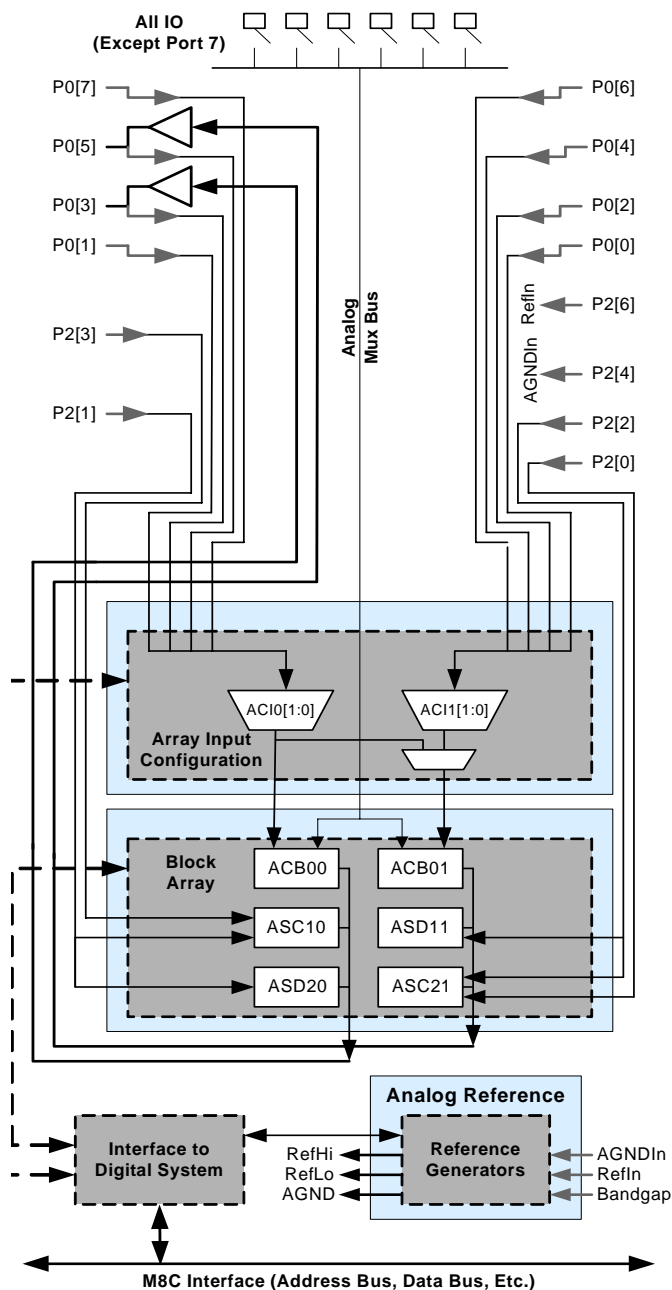 All IO
(Except Port 7)
P0[7]
P0[5]
P0[3]
P0[1]
P2[3]
P2[1]
P0[6]
P0[4]
P0[2]
P0[0]
P2[6]
P2[4]
P2[2]
P2[0]
RefIn
AGNDIn
Analog
Mux Bus
ACI0[1:0]
ACI1[1:0]
Array Input
Configuration
Block
Array
ACB00
ACB01
ASC10
ASD11
ASD20
ASC21
Analog Reference
Interface to
Digital System
RefHi
RefLo
AGND
Reference
Generators
AGNDIn
RefIn
Bandgap
M8C Interface (Address Bus, Data Bus, Etc.)